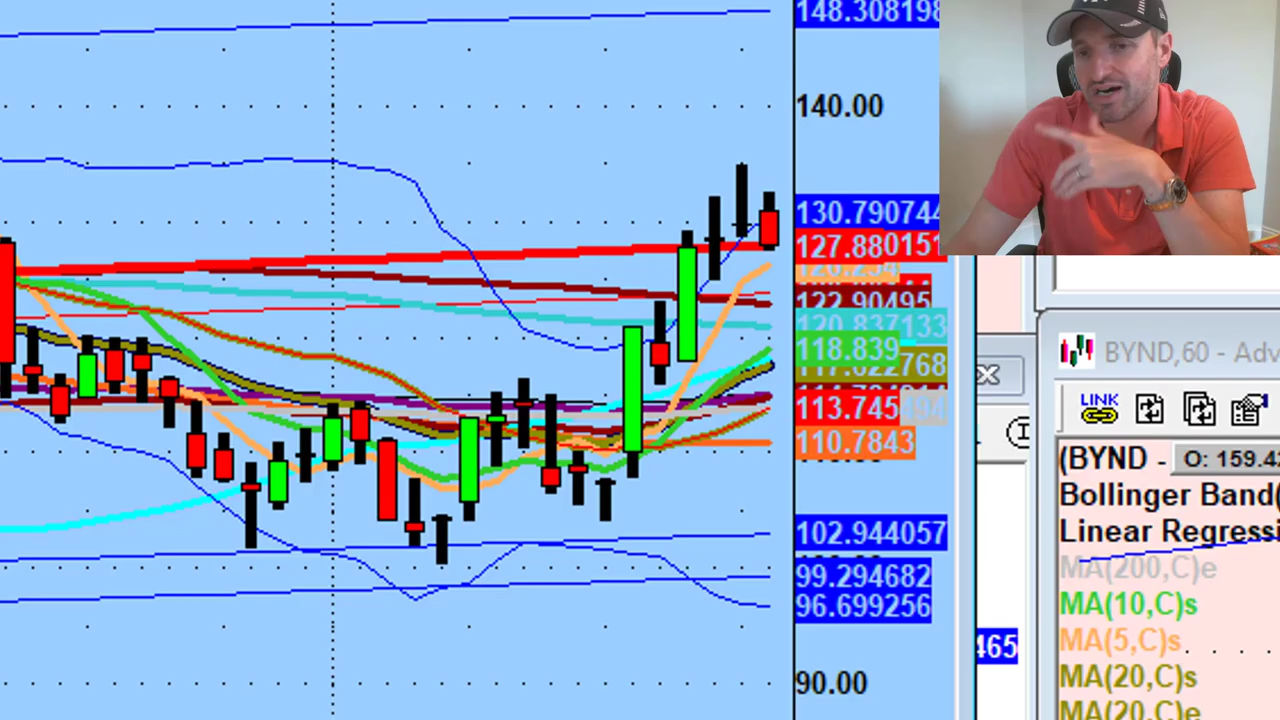 148.308198
140.00
130.790744
127.880151
122.90495
120.837133
118.839
113.745
110.7843
102.944057
99.294682
96.699256
90.00
465
BYND,60 - Adv
LINK
(BYND -
O: 159.42
Bollinger Band(
Linear Regressi
MA(200,C)e
MA(10,C)s
MA(5,C)s
MA(20,C)s
MA(20,C)e